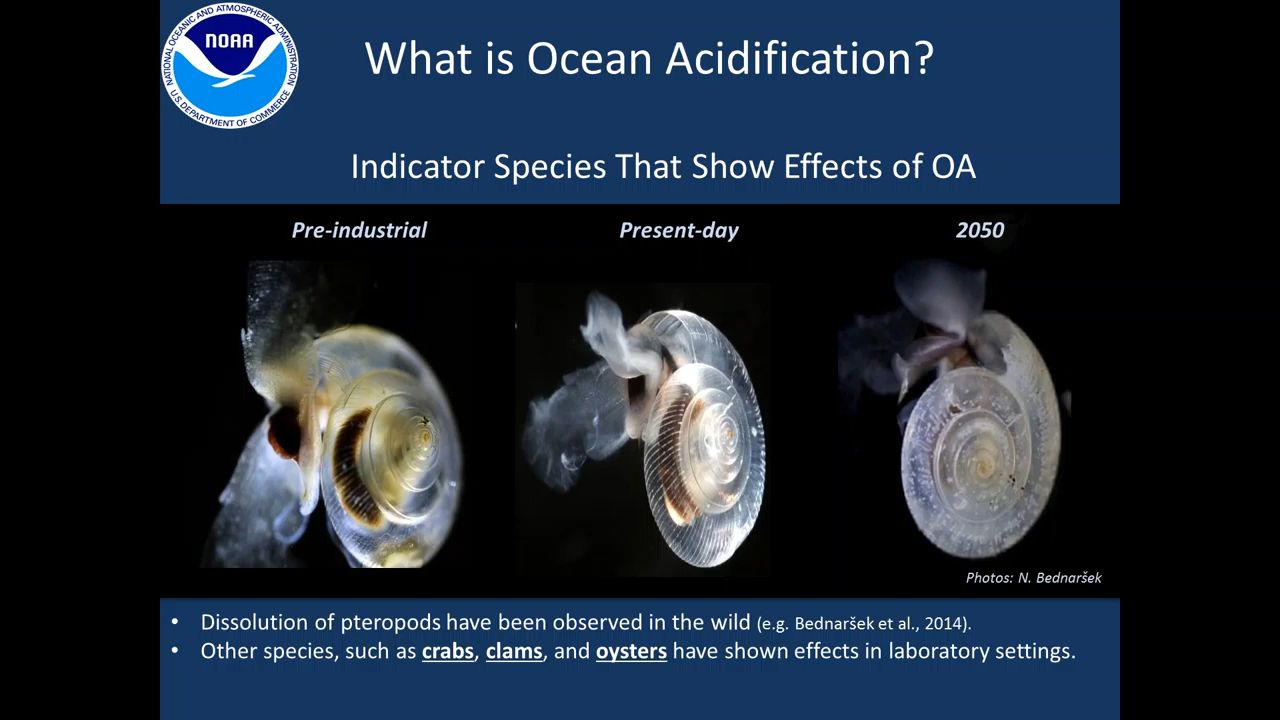 NOAA
NATIONAL OCEANIC AND ATMOSPHERIC ADMINISTRATION
U.S. DEPARTMENT OF COMMERCE
What is Ocean Acidification?
Indicator Species That Show Effects of OA
Pre-industrial
Present-day
2050
Photos: N. Bednaršek
• Dissolution of pteropods have been observed in the wild (e.g. Bednaršek et al., 2014).
• Other species, such as crabs, clams, and oysters have shown effects in laboratory settings.